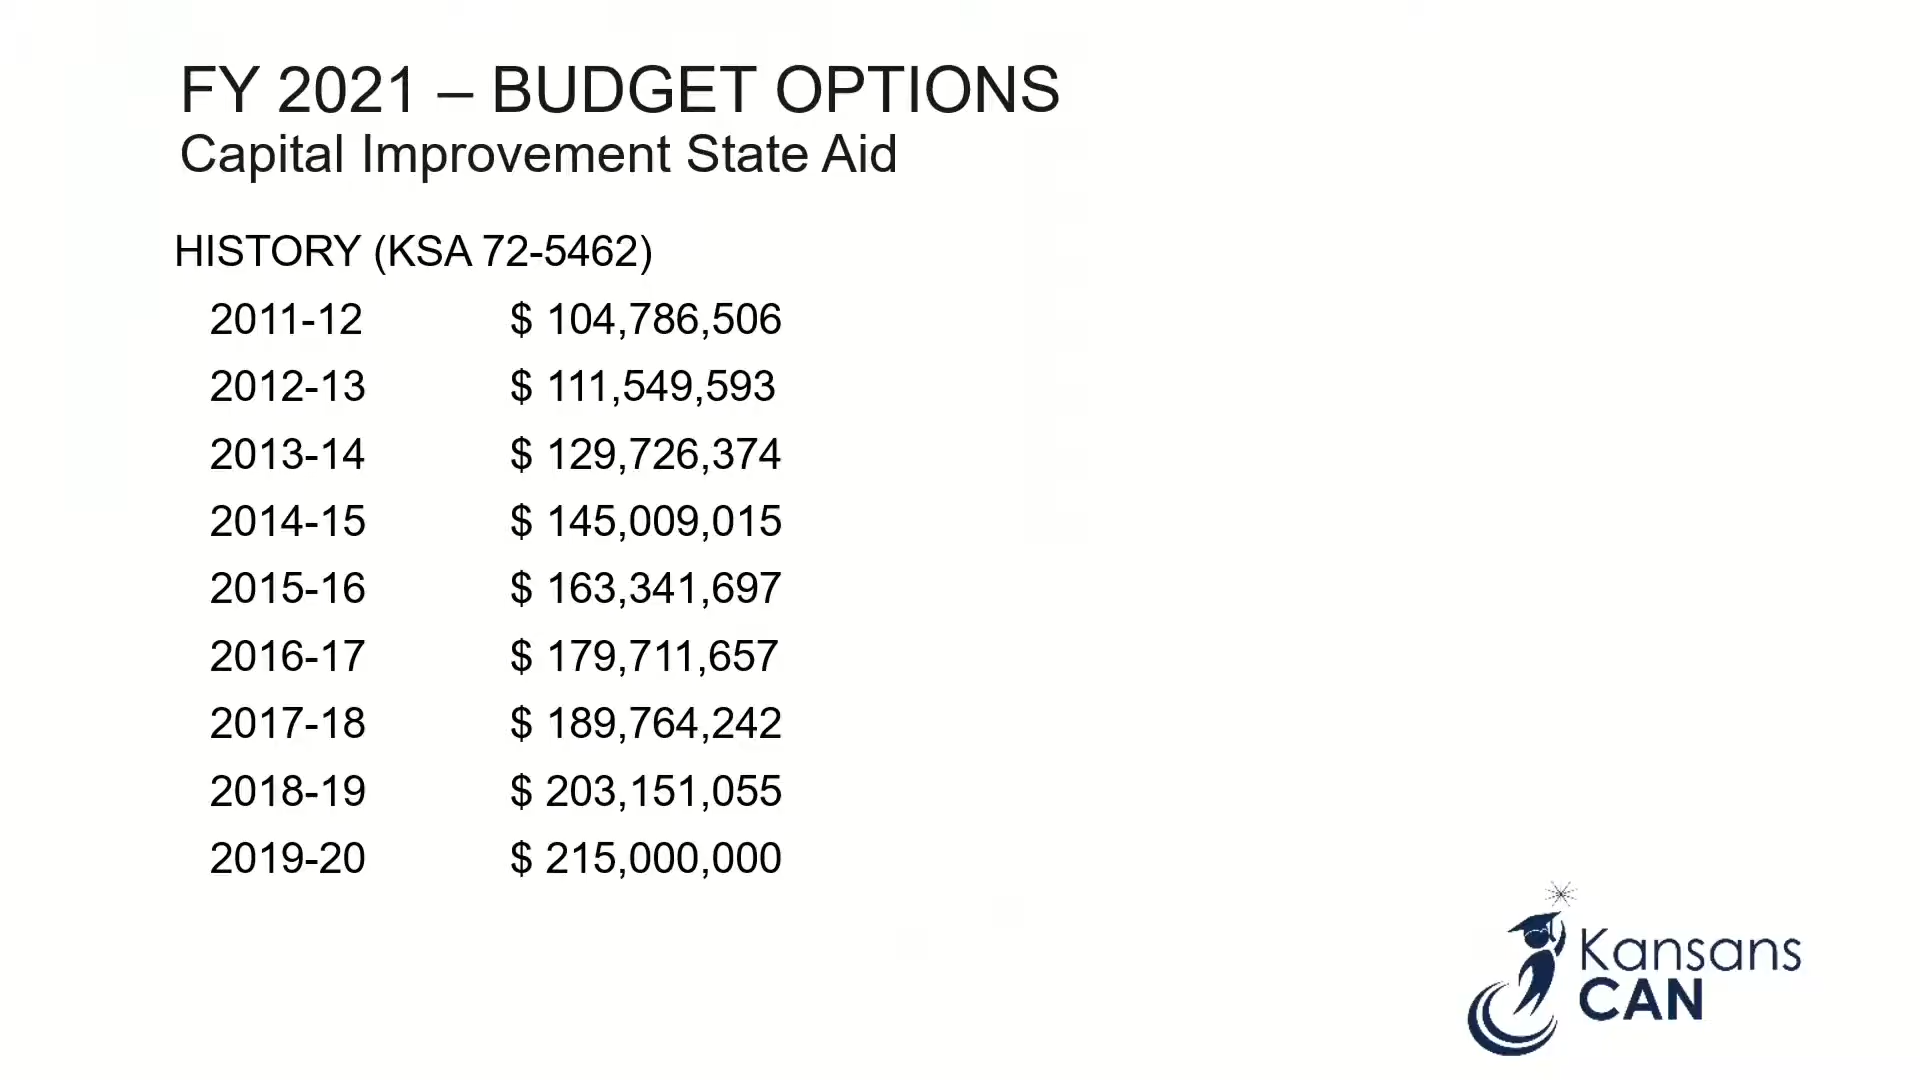 FY 2021 – BUDGET OPTIONS
Capital Improvement State Aid
HISTORY (KSA 72-5462)
2011-12 $ 104,786,506
2012-13 $ 111,549,593
2013-14 $ 129,726,374
2014-15 $ 145,009,015
2015-16 $ 163,341,697
2016-17 $ 179,711,657
2017-18 $ 189,764,242
2018-19 $ 203,151,055
2019-20 $ 215,000,000
Kansans
CAN